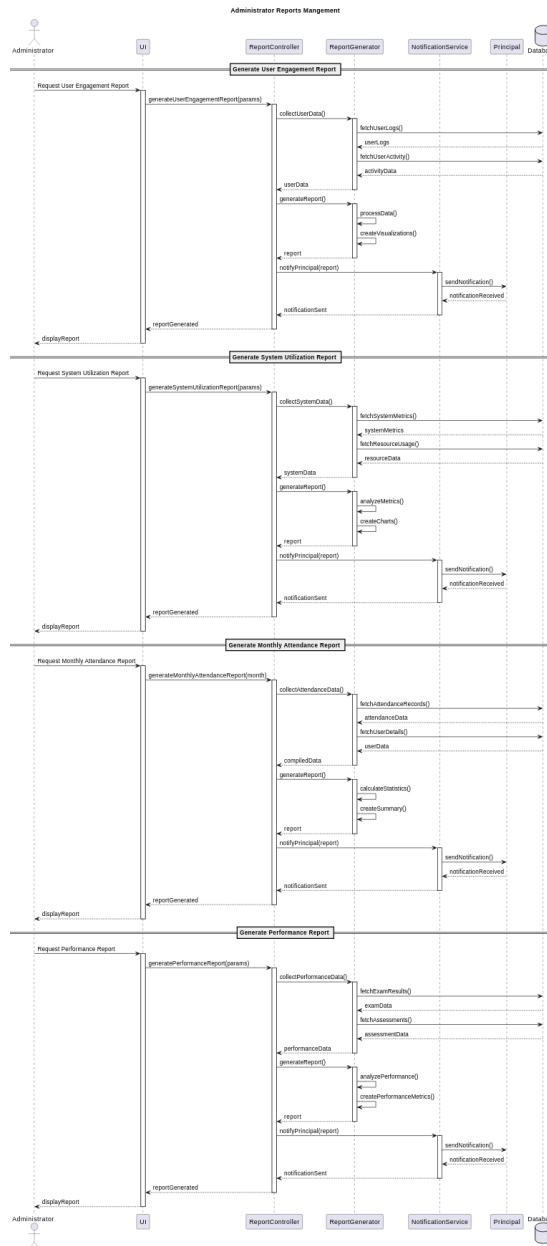 Administrator Reports Mangement
Administrator
UI
ReportController
ReportGenerator
NotificationService
Principal
Databa
Generate User Engagement Report
Request User Engagement Report
generateUserEngagementReport(params)
collectUserData()
fetchUserLogs()
userLogs
fetchUserActivity()
activityData
userData
generateReport()
processData()
createVisualizations()
report
notifyPrincipal(report)
sendNotification()
notificationReceived
notificationSent
reportGenerated
displayReport
Generate System Utilization Report
Request System Utilization Report
generateSystemUtilizationReport(params)
collectSystemData()
fetchSystemMetrics()
systemMetrics
fetchResourceUsage()
resourceData
systemData
generateReport()
analyzeMetrics()
createCharts()
report
notifyPrincipal(report)
sendNotification()
notificationReceived
notificationSent
reportGenerated
displayReport
Generate Monthly Attendance Report
Request Monthly Attendance Report
generateMonthlyAttendanceReport(month)
collectAttendanceData()
fetchAttendanceRecords()
attendanceData
fetchUserDetails()
userData
compiledData
generateReport()
calculateStatistics()
createSummary()
report
notifyPrincipal(report)
sendNotification()
notificationReceived
notificationSent
reportGenerated
displayReport
Generate Performance Report
Request Performance Report
generatePerformanceReport(params)
collectPerformanceData()
fetchExamResults()
examData
fetchAssessments()
assessmentData
performanceData
generateReport()
analyzePerformance()
createPerformanceMetrics()
report
notifyPrincipal(report)
sendNotification()
notificationReceived
notificationSent
reportGenerated
displayReport
Administrator
UI
ReportController
ReportGenerator
NotificationService
Principal
Databa